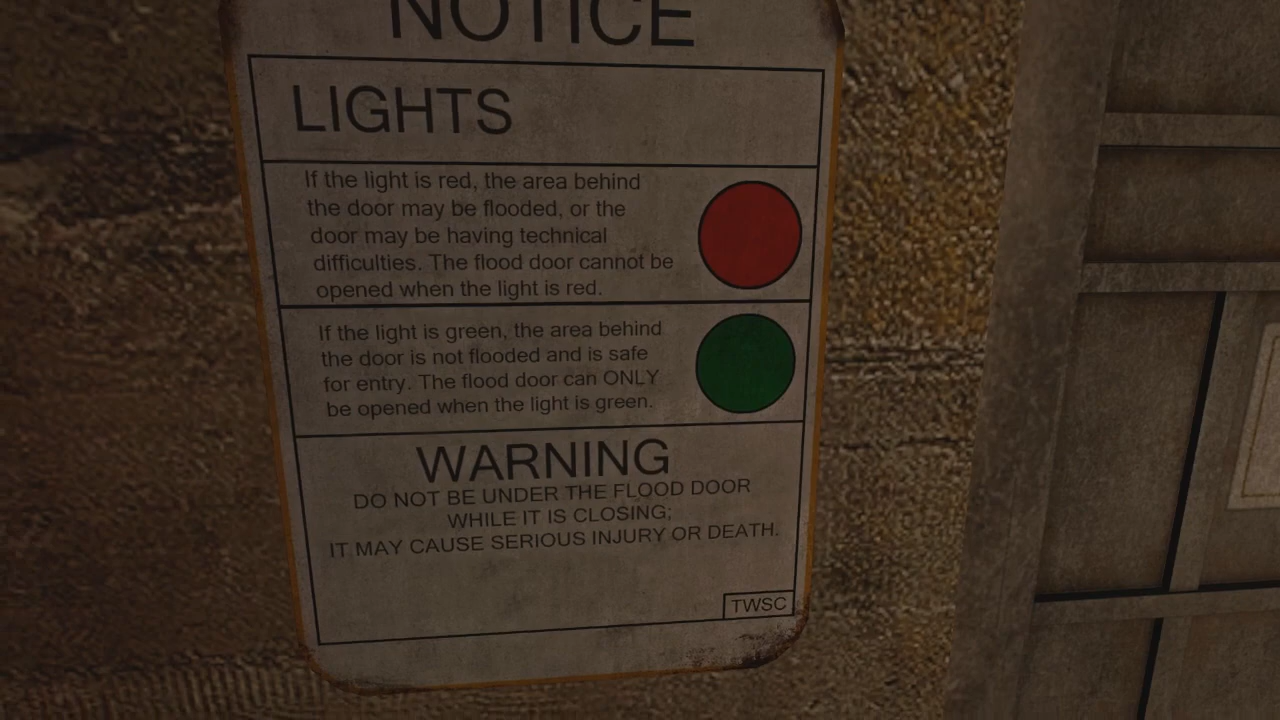 NOTICE
LIGHTS
If the light is red, the area behind
the door may be flooded, or the
door may be having technical
difficulties. The flood door cannot be
opened when the light is red.
If the light is green, the area behind
the door is not flooded and is safe
for entry. The flood door can ONLY
be opened when the light is green.
WARNING
DO NOT BE UNDER THE FLOOD DOOR
WHILE IT IS CLOSING;
IT MAY CAUSE SERIOUS INJURY OR DEATH.
TWSC